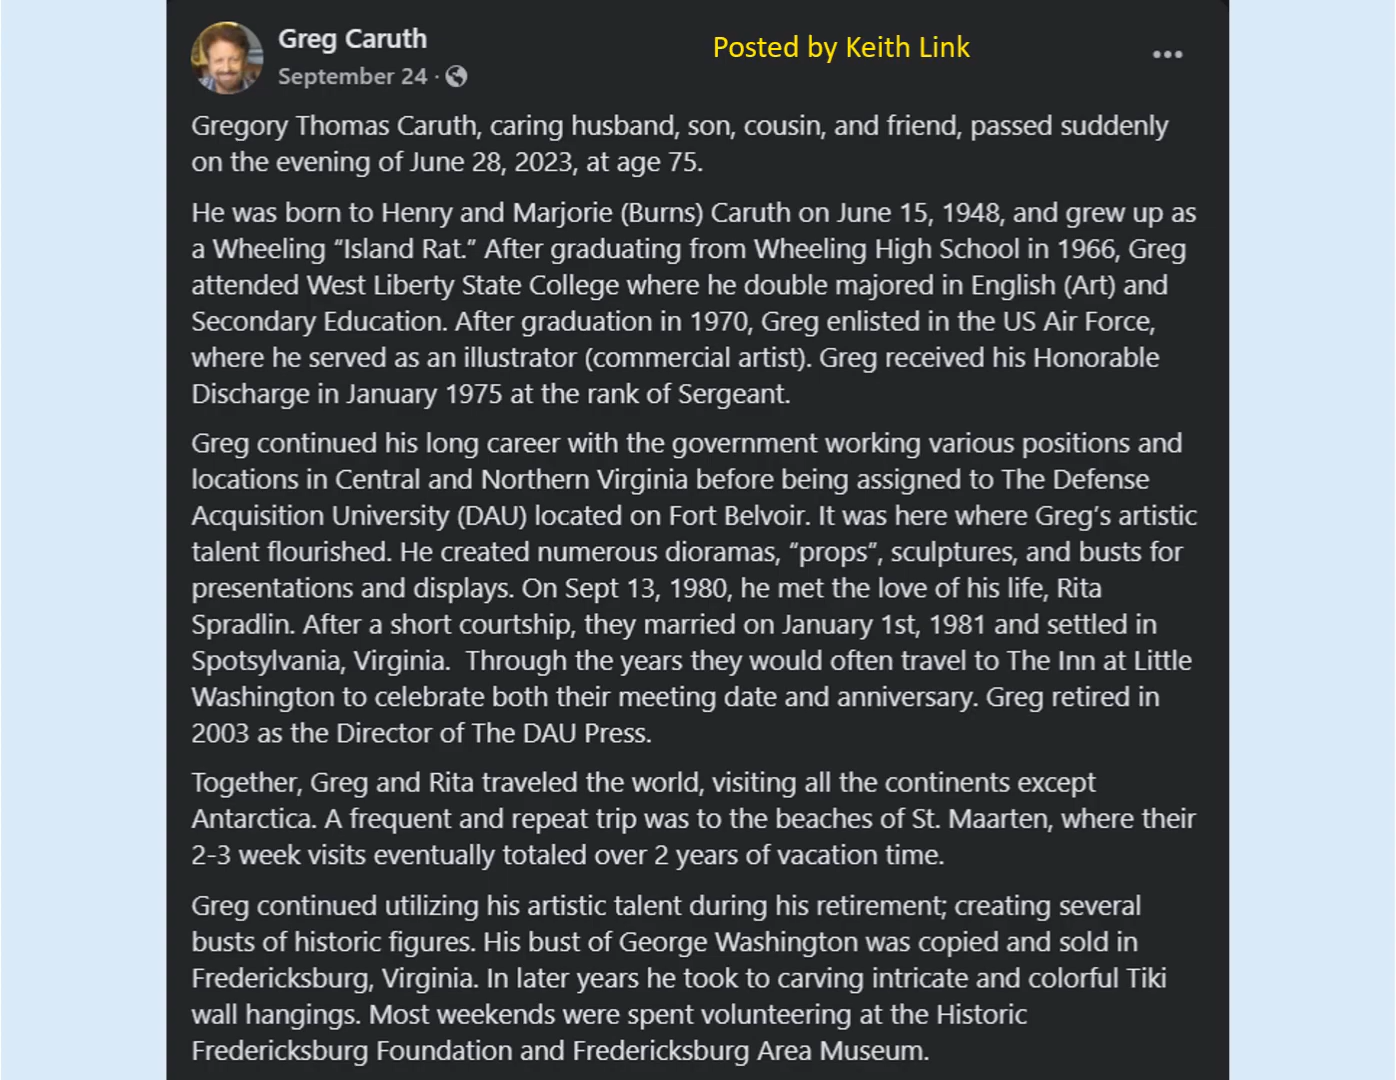 Greg Caruth
Posted by Keith Link
September 24 ·
Gregory Thomas Caruth, caring husband, son, cousin, and friend, passed suddenly
on the evening of June 28, 2023, at age 75.
He was born to Henry and Marjorie (Burns) Caruth on June 15, 1948, and grew up as
a Wheeling “Island Rat.” After graduating from Wheeling High School in 1966, Greg
attended West Liberty State College where he double majored in English (Art) and
Secondary Education. After graduation in 1970, Greg enlisted in the US Air Force,
where he served as an illustrator (commercial artist). Greg received his Honorable
Discharge in January 1975 at the rank of Sergeant.
Greg continued his long career with the government working various positions and
locations in Central and Northern Virginia before being assigned to The Defense
Acquisition University (DAU) located on Fort Belvoir. It was here where Greg’s artistic
talent flourished. He created numerous dioramas, “props”, sculptures, and busts for
presentations and displays. On Sept 13, 1980, he met the love of his life, Rita
Spradlin. After a short courtship, they married on January 1st, 1981 and settled in
Spotsylvania, Virginia.  Through the years they would often travel to The Inn at Little
Washington to celebrate both their meeting date and anniversary. Greg retired in
2003 as the Director of The DAU Press.
Together, Greg and Rita traveled the world, visiting all the continents except
Antarctica. A frequent and repeat trip was to the beaches of St. Maarten, where their
2-3 week visits eventually totaled over 2 years of vacation time.
Greg continued utilizing his artistic talent during his retirement; creating several
busts of historic figures. His bust of George Washington was copied and sold in
Fredericksburg, Virginia. In later years he took to carving intricate and colorful Tiki
wall hangings. Most weekends were spent volunteering at the Historic
Fredericksburg Foundation and Fredericksburg Area Museum.